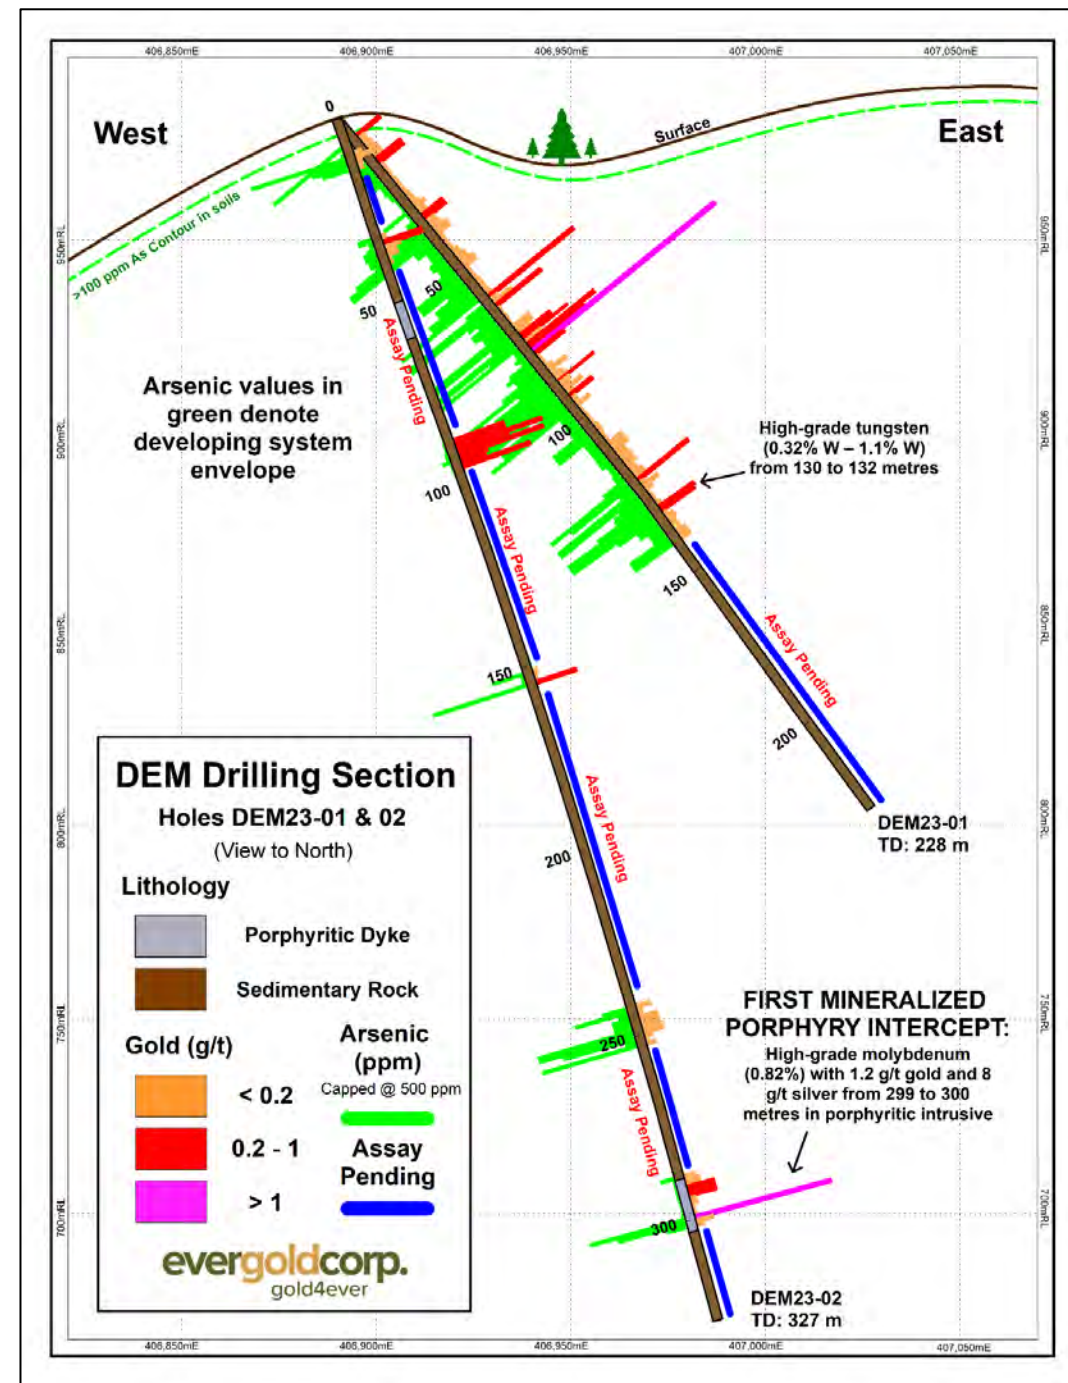 406,850mE
406,900mE
406,950mE
407,000mE
407,050mE
West
0
Surface
East
>100 ppm As Contour in soils
950mRL
950mRL
50
50
Assay Pending
Arsenic values in
green denote
developing system
envelope
900mRL
900mRL
100
100
High-grade tungsten
(0.32% W – 1.1% W)
from 130 to 132 metres
Assay Pending
150
150
Assay Pending
850mRL
850mRL
200
200
Assay Pending
800mRL
800mRL
DEM23-01
TD: 228 m
DEM Drilling Section
Holes DEM23-01 & 02
(View to North)
Lithology
Porphyritic Dyke
Sedimentary Rock
Gold (g/t)
< 0.2
0.2 - 1
> 1
Arsenic
(ppm)
Capped @ 500 ppm
Assay
Pending
evergoldcorp.
gold4ever
750mRL
750mRL
250
Assay Pending
FIRST MINERALIZED
PORPHYRY INTERCEPT:
High-grade molybdenum
(0.82%) with 1.2 g/t gold and 8
g/t silver from 299 to 300
metres in porphyritic intrusive
700mRL
700mRL
300
DEM23-02
TD: 327 m
406,850mE
406,900mE
406,950mE
407,000mE
407,050mE